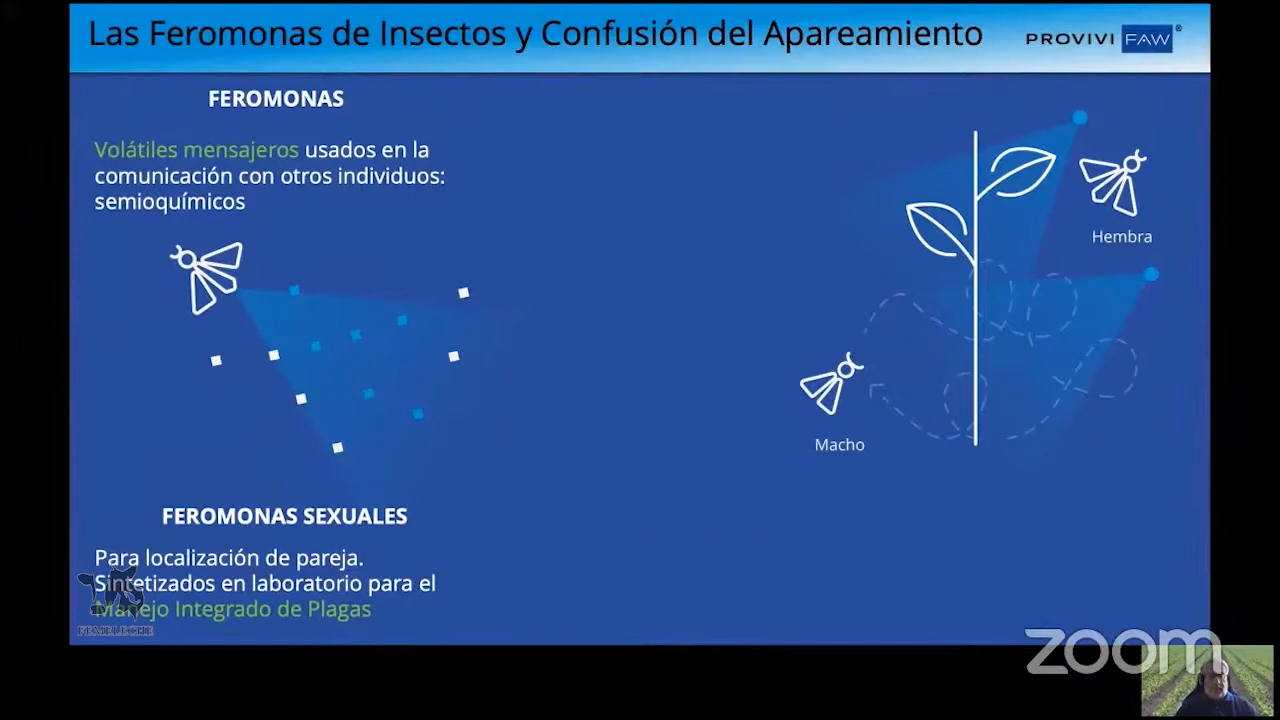 Las Feromonas de Insectos y Confusión del Apareamiento
PROVIVI FAW®
FEROMONAS
Volátiles mensajeros usados en la
comunicación con otros individuos:
semioquímicos
Hembra
Macho
FEROMONAS SEXUALES
Para localización de pareja.
Sintetizados en laboratorio para el
Manejo Integrado de Plagas
FEMELECHE
zoom